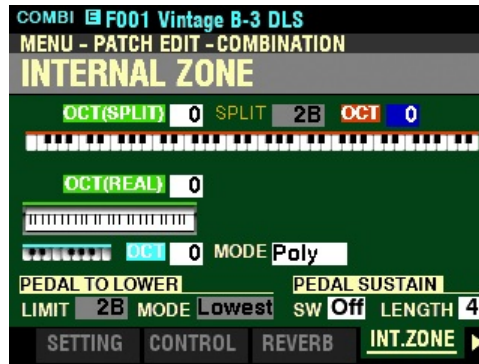 COMBI E F001 Vintage B-3 DLS
MENU - PATCH EDIT - COMBINATION
INTERNAL ZONE
OCT(SPLIT) 0 SPLIT 2B OCT 0
OCT(REAL) 0
OCT 0 MODE Poly
PEDAL TO LOWER PEDAL SUSTAIN
LIMIT 2B MODE Lowest SW Off LENGTH 4
SETTING CONTROL REVERB INT.ZONE